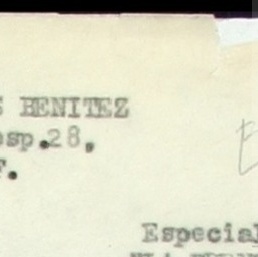 BENITEZ
esp.28,
F.
Especial